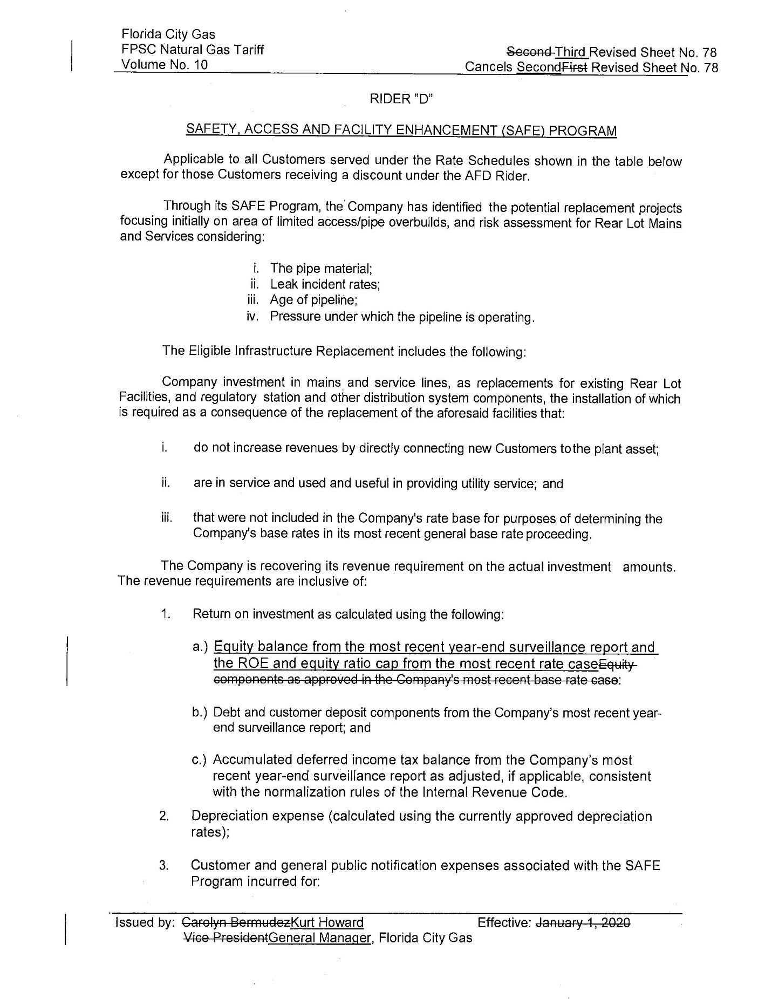 Florida City Gas
FPSC Natural Gas Tariff
Volume No. 10
Second Third Revised Sheet No. 78
Cancels SecondFirst Revised Sheet No. 78
RIDER "D"
SAFETY, ACCESS AND FACILITY ENHANCEMENT (SAFE) PROGRAM
Applicable to all Customers served under the Rate Schedules shown in the table below
except for those Customers receiving a discount under the AFD Rider.
Through its SAFE Program, the Company has identified the potential replacement projects
focusing initially on area of limited access/pipe overbuilds, and risk assessment for Rear Lot Mains
and Services considering:
i. The pipe material;
ii. Leak incident rates;
iii. Age of pipeline;
iv. Pressure under which the pipeline is operating.
The Eligible Infrastructure Replacement includes the following:
Company investment in mains and service lines, as replacements for existing Rear Lot
Facilities, and regulatory station and other distribution system components, the installation of which
is required as a consequence of the replacement of the aforesaid facilities that:
i. do not increase revenues by directly connecting new Customers to the plant asset;
ii. are in service and used and useful in providing utility service; and
iii. that were not included in the Company's rate base for purposes of determining the
Company's base rates in its most recent general base rate proceeding.
The Company is recovering its revenue requirement on the actual investment amounts.
The revenue requirements are inclusive of:
1. Return on investment as calculated using the following:
a.) Equity balance from the most recent year-end surveillance report and
the ROE and equity ratio cap from the most recent rate caseEquity
components as approved in the Company's most recent base rate case:
b.) Debt and customer deposit components from the Company's most recent year-
end surveillance report; and
c.) Accumulated deferred income tax balance from the Company's most
recent year-end surveillance report as adjusted, if applicable, consistent
with the normalization rules of the Internal Revenue Code.
2. Depreciation expense (calculated using the currently approved depreciation
rates);
3. Customer and general public notification expenses associated with the SAFE
Program incurred for:
Issued by: Carolyn BermudezKurt Howard
Effective: January 1, 2020
Vice PresidentGeneral Manager, Florida City Gas